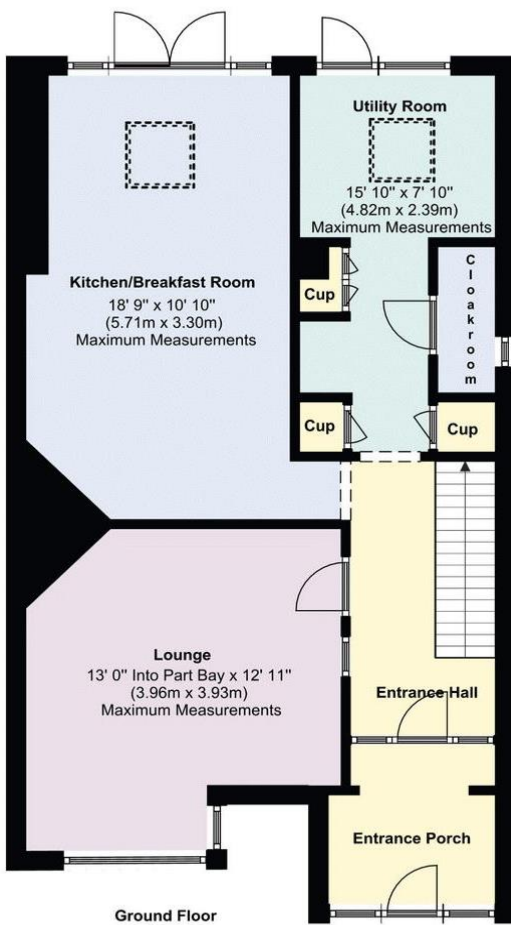 Utility Room
15' 10" x 7' 10"
(4.82m x 2.39m)
Maximum Measurements
Kitchen/Breakfast Room
18' 9" x 10' 10"
(5.71m x 3.30m)
Maximum Measurements
Cup
Cloakroom
Cup
Cup
Lounge
13' 0" Into Part Bay x 12' 11"
(3.96m x 3.93m)
Maximum Measurements
Entrance Hall
Entrance Porch
Ground Floor